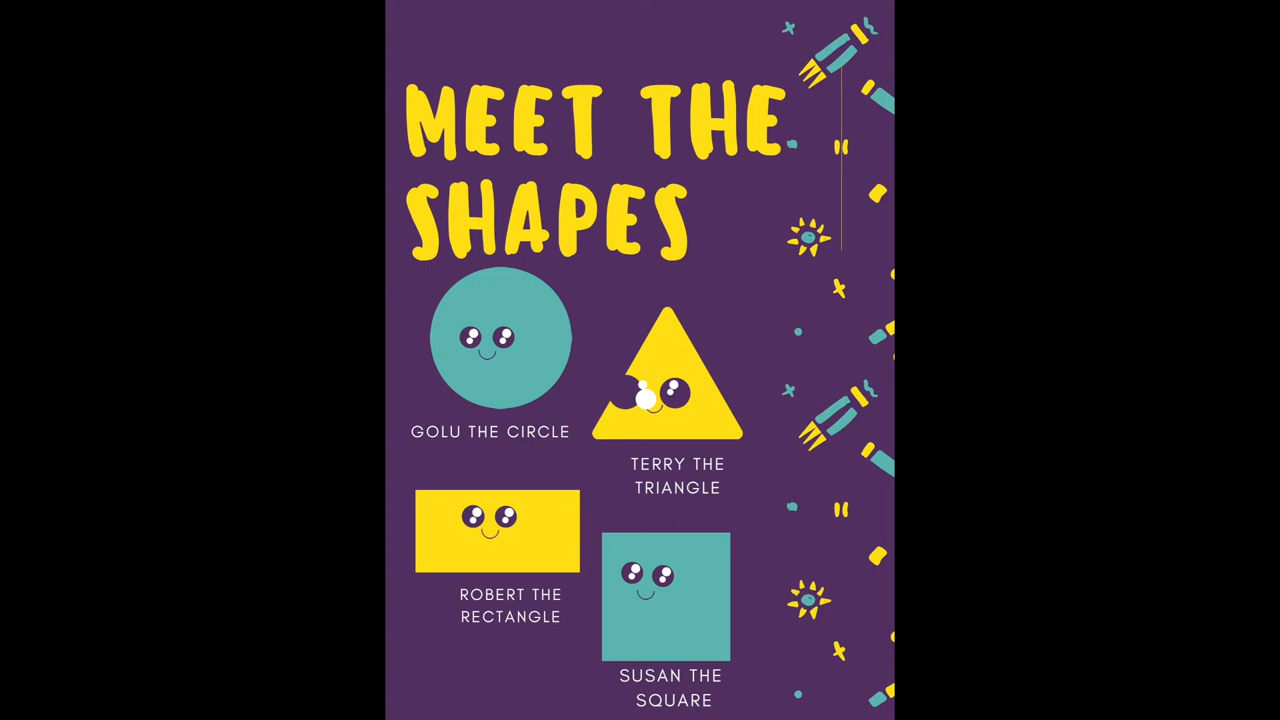 MEET THE
SHAPES
GOLU THE CIRCLE
TERRY THE
TRIANGLE
ROBERT THE
RECTANGLE
SUSAN THE
SQUARE